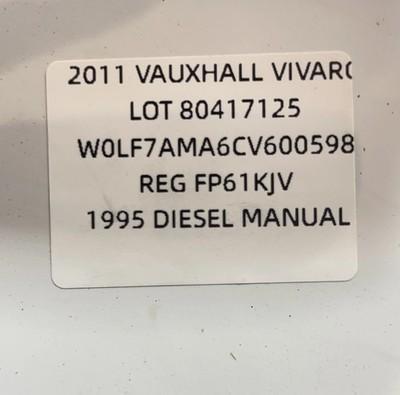 2011 VAUXHALL VIVARO
LOT 80417125
W0LF7AMA6CV600598
REG FP61KJV
1995 DIESEL MANUAL